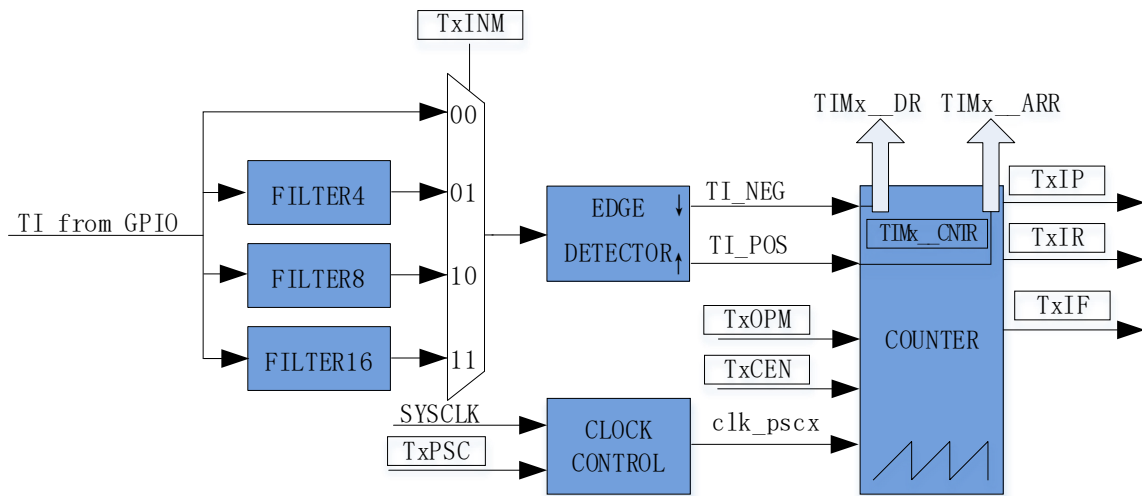 TxINM
TIMx__DR TIMx__ARR
00
TxIP
FILTER4
01
TI_NEG
EDGE ↓
TI from GPIO
TIMx__CNTR
TxIR
TI_POS
DETECTOR ↑
FILTER8
10
TxIF
TxOPM
COUNTER
FILTER16
11
TxCEN
SYSCLK
clk_pscx
CLOCK
TxPSC
CONTROL